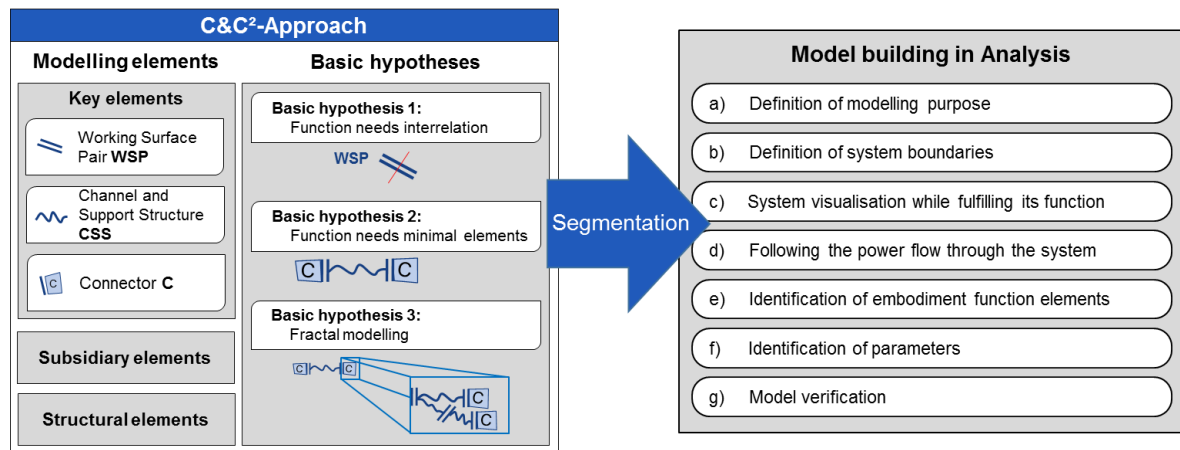 C&C²-Approach
Modelling elements
Key elements
Working Surface
Pair WSP
Channel and
Support Structure
CSS
C
Connector C
Subsidiary elements
Structural elements
Basic hypotheses
Basic hypothesis 1:
Function needs interrelation
WSP
Basic hypothesis 2:
Function needs minimal elements
C C
Basic hypothesis 3:
Fractal modelling
C C
C
C
Segmentation
Model building in Analysis
a) Definition of modelling purpose
b) Definition of system boundaries
c) System visualisation while fulfilling its function
d) Following the power flow through the system
e) Identification of embodiment function elements
f) Identification of parameters
g) Model verification